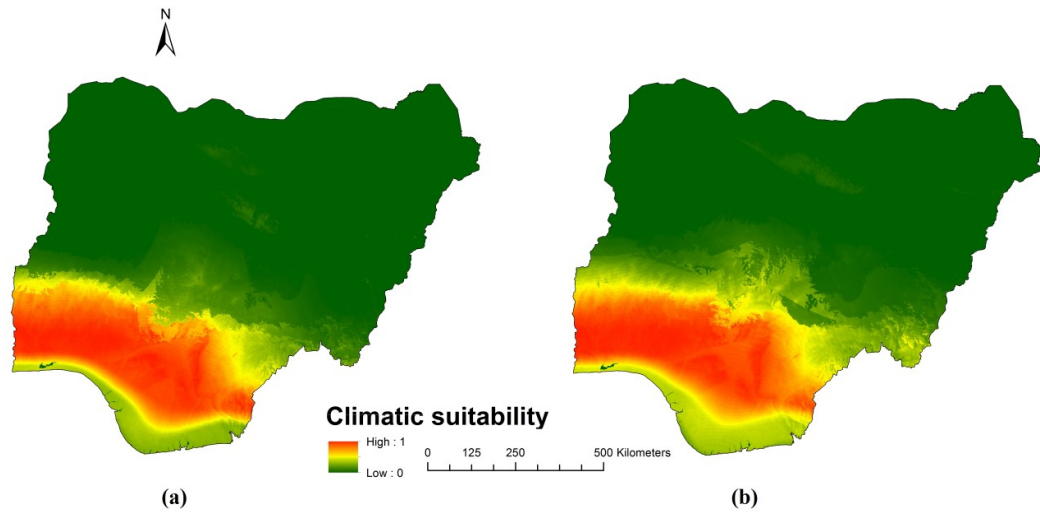 N
Climatic suitability
High : 1
Low : 0
0 125 250 500 Kilometers
(a)
(b)